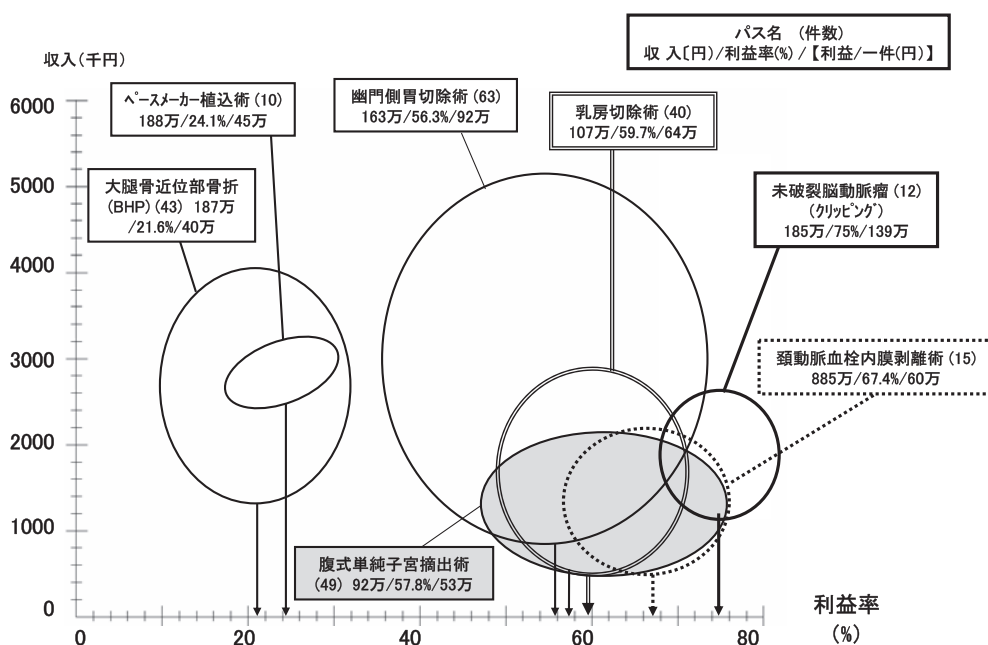 パス名 (件数)
収 入〔円〕/利益率(%) /【利益/一件(円)】
収入(千円)
ﾍﾟｰｽﾒｰｶｰ植込術 (10)
188万/24.1%/45万
幽門側胃切除術 (63)
163万/56.3%/92万
乳房切除術 (40)
107万/59.7%/64万
大腿骨近位部骨折
(BHP) (43) 187万
/21.6%/40万
未破裂脳動脈瘤 (12)
(ｸﾘｯﾋﾟﾝｸﾞ)
185万/75%/139万
頚動脈血栓内膜剥離術 (15)
885万/67.4%/60万
腹式単純子宮摘出術
(49) 92万/57.8%/53万
6000
5000
4000
3000
2000
1000
0
0 20 40 60 80
利益率
(%)